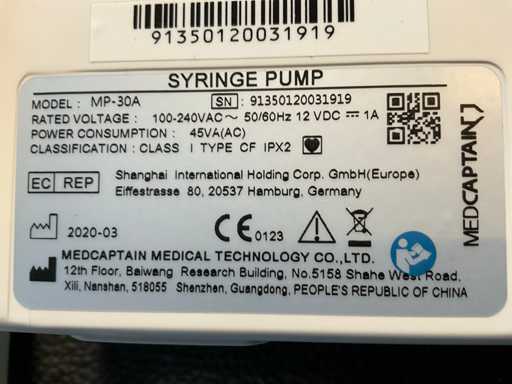 91350120031919
SYRINGE PUMP
MODEL: MP-30A SN: 91350120031919
RATED VOLTAGE: 100-240VAC~ 50/60Hz 12 VDC ⎓ 1A
POWER CONSUMPTION: 45VA(AC)
CLASSIFICATION: CLASS I TYPE CF IPX2
EC REP
Shanghai International Holding Corp. GmbH(Europe)
Eiffestrasse 80, 20537 Hamburg, Germany
MEDCAPTAIN
2020-03
CE 0123
MEDCAPTAIN MEDICAL TECHNOLOGY CO.,LTD.
12th Floor, Baiwang Research Building, No.5158 Shahe West Road,
Xili, Nanshan, 518055 Shenzhen, Guangdong, PEOPLE'S REPUBLIC OF CHINA